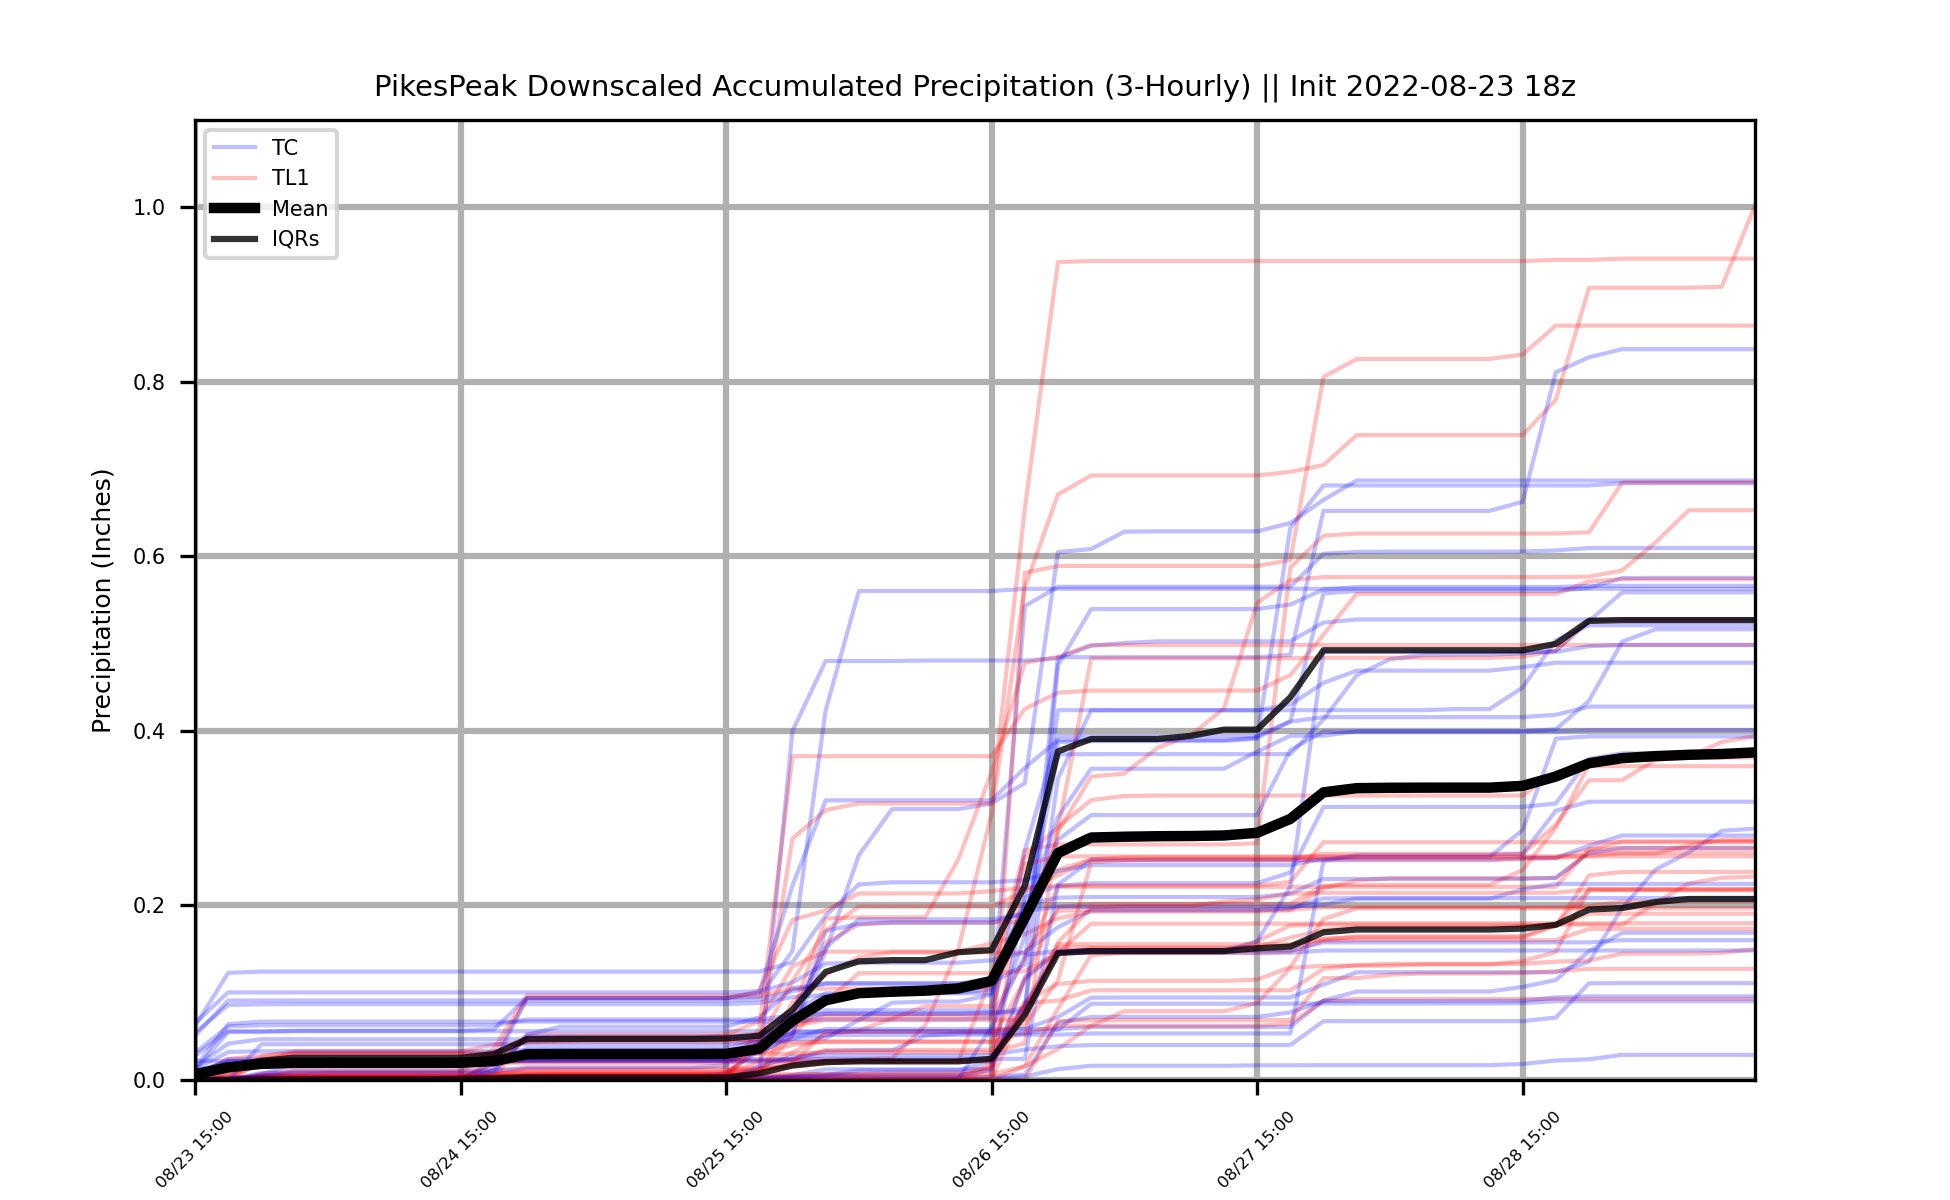 PikesPeak Downscaled Accumulated Precipitation (3-Hourly) || Init 2022-08-23 18z
TC
TL1
Mean
IQRs
Precipitation (Inches)
1.0
0.8
0.6
0.4
0.2
0.0
08/23 15:00
08/24 15:00
08/25 15:00
08/26 15:00
08/27 15:00
08/28 15:00